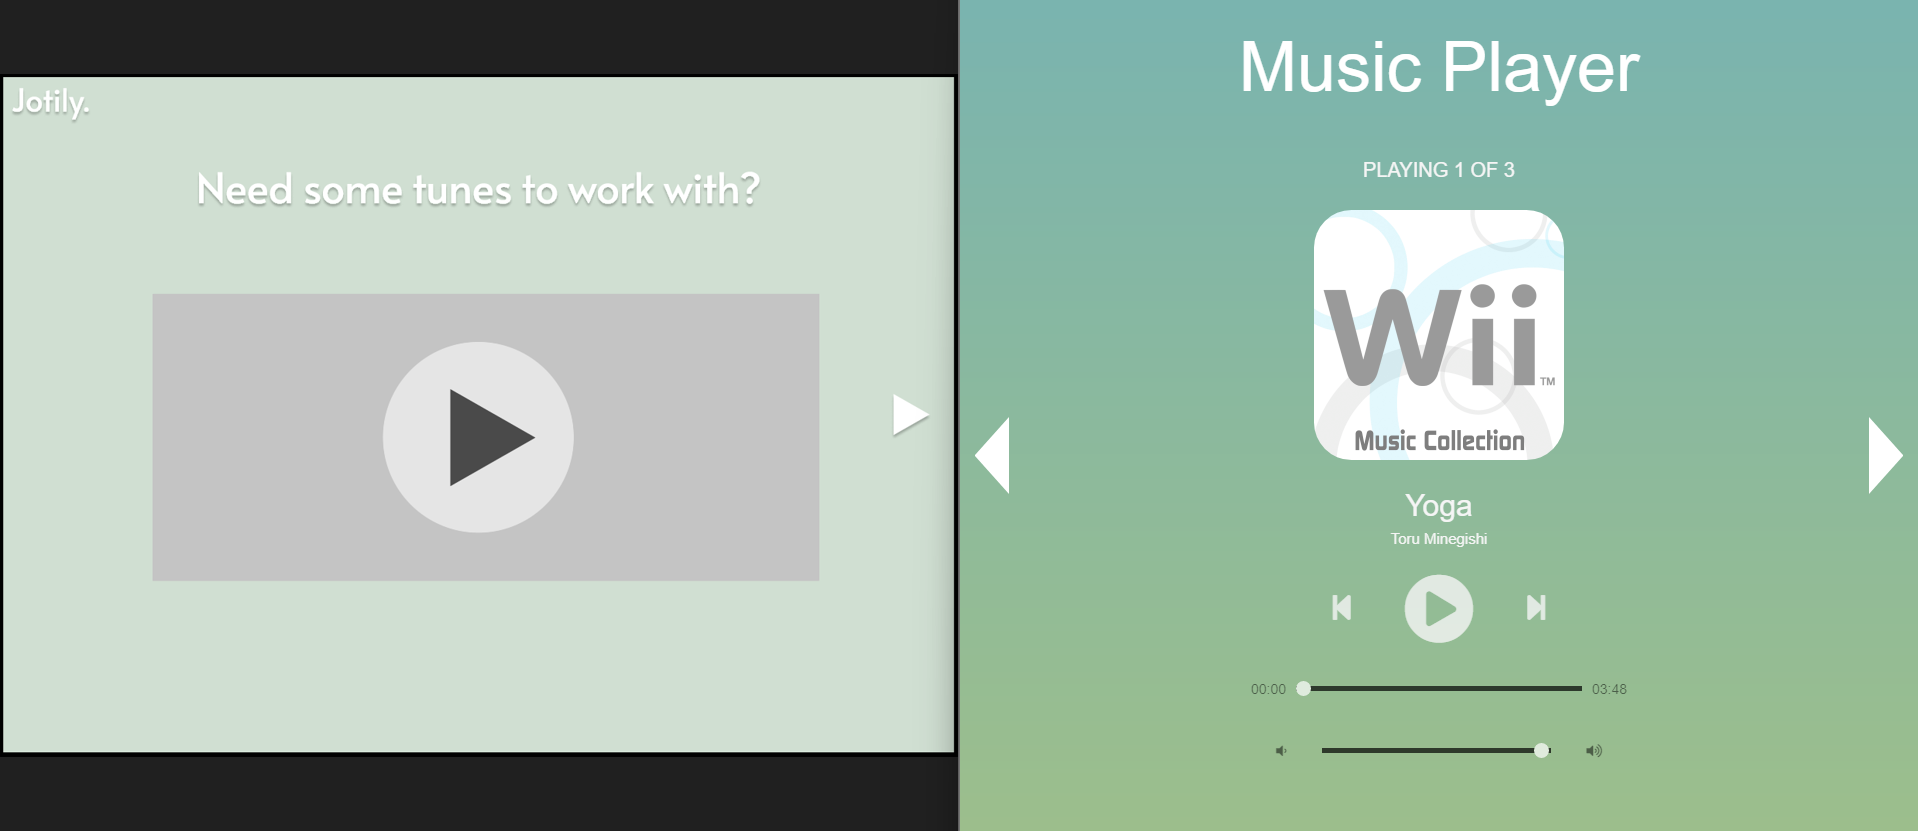 Jotily.
Need some tunes to work with?
Music Player
PLAYING 1 OF 3
Wii™
Music Collection
Yoga
Toru Minegishi
00:00 03:48